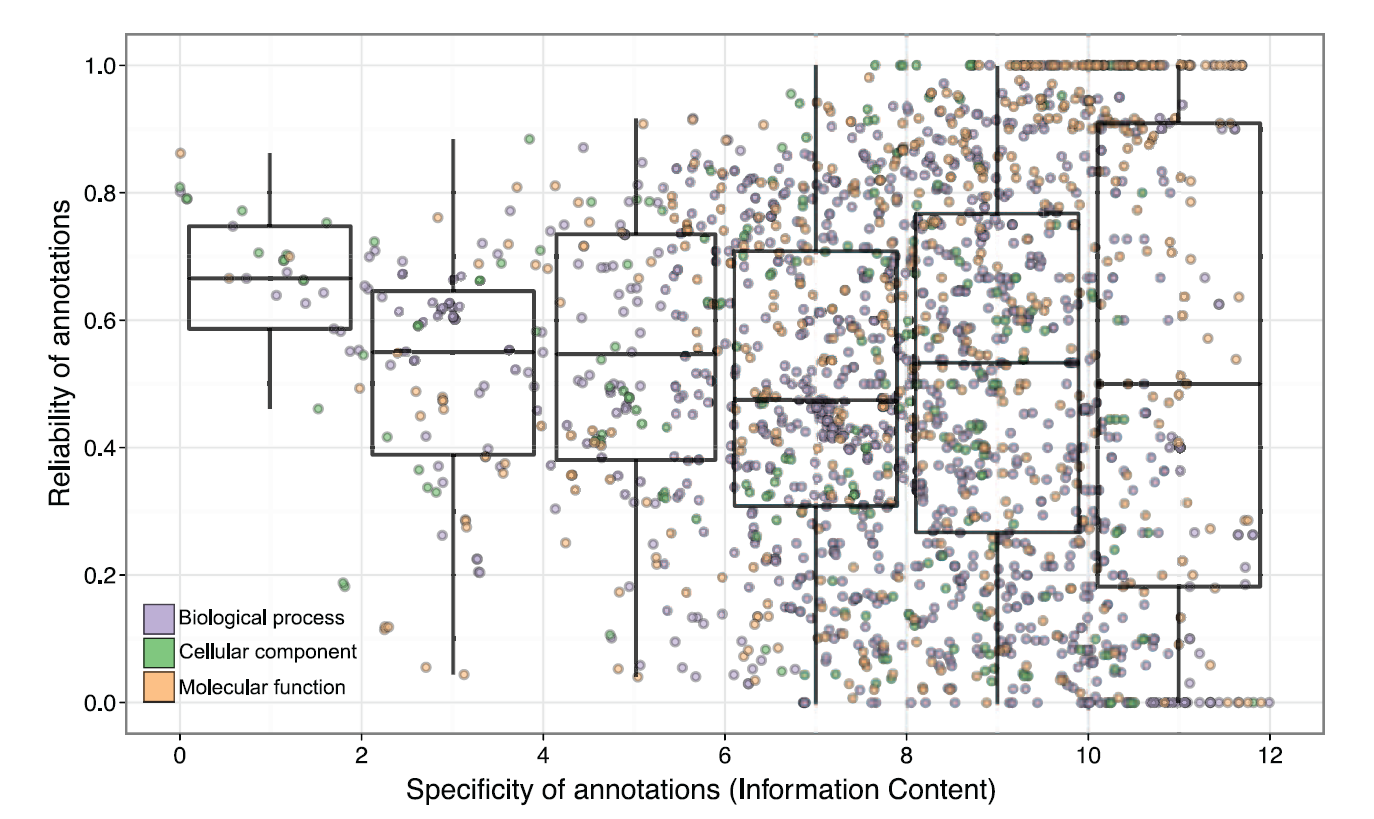 1.0
0.8
0.6
0.4
0.2
0.0
Reliability of annotations
Biological process
Cellular component
Molecular function
0 2 4 6 8 10 12
Specificity of annotations (Information Content)